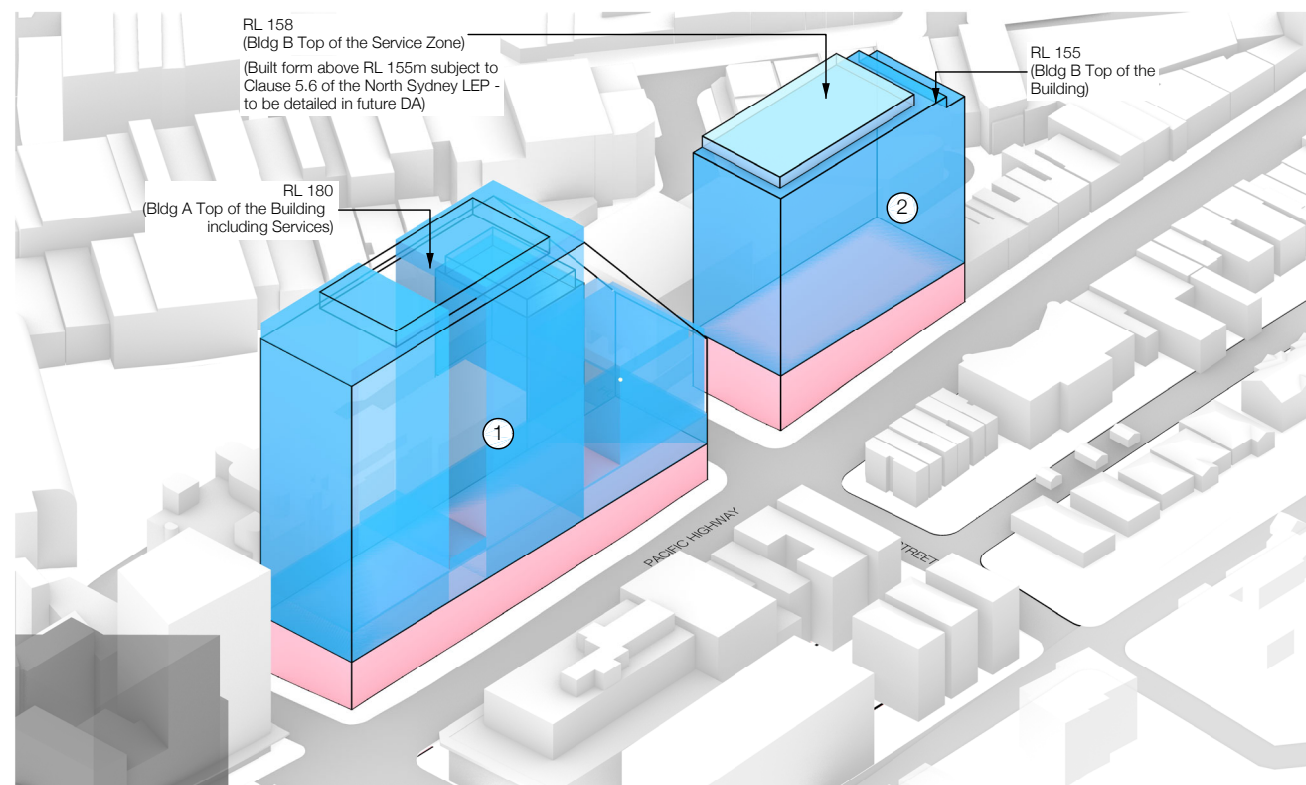 RL 158
(Bldg B Top of the Service Zone)
(Built form above RL 155m subject to
Clause 5.6 of the North Sydney LEP -
to be detailed in future DA)
RL 155
(Bldg B Top of the
Building)
RL 180
(Bldg A Top of the Building
including Services)
2
1
PACIFIC HIGHWAY
STREET